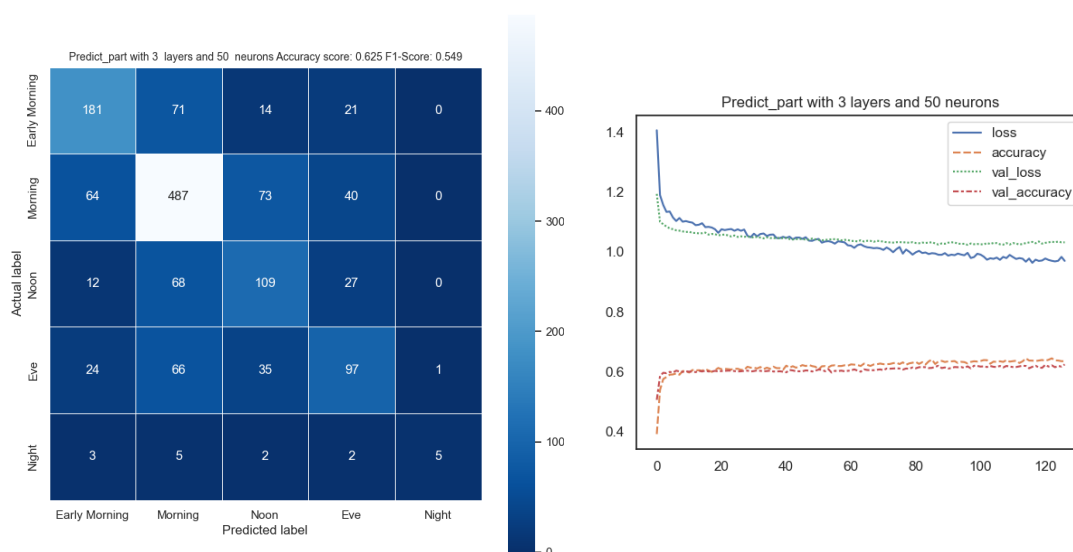 Predict_part with 3 layers and 50 neurons Accuracy score: 0.625 F1-Score: 0.549
Early Morning 181 71 14 21 0
Morning 64 487 73 40 0
Noon 12 68 109 27 0
Eve 24 66 35 97 1
Night 3 5 2 2 5
Early Morning Morning Noon Eve Night
Predicted label
Actual label
400
300
200
100
0
Predict_part with 3 layers and 50 neurons
loss
accuracy
val_loss
val_accuracy
1.4
1.2
1.0
0.8
0.6
0.4
0 20 40 60 80 100 120